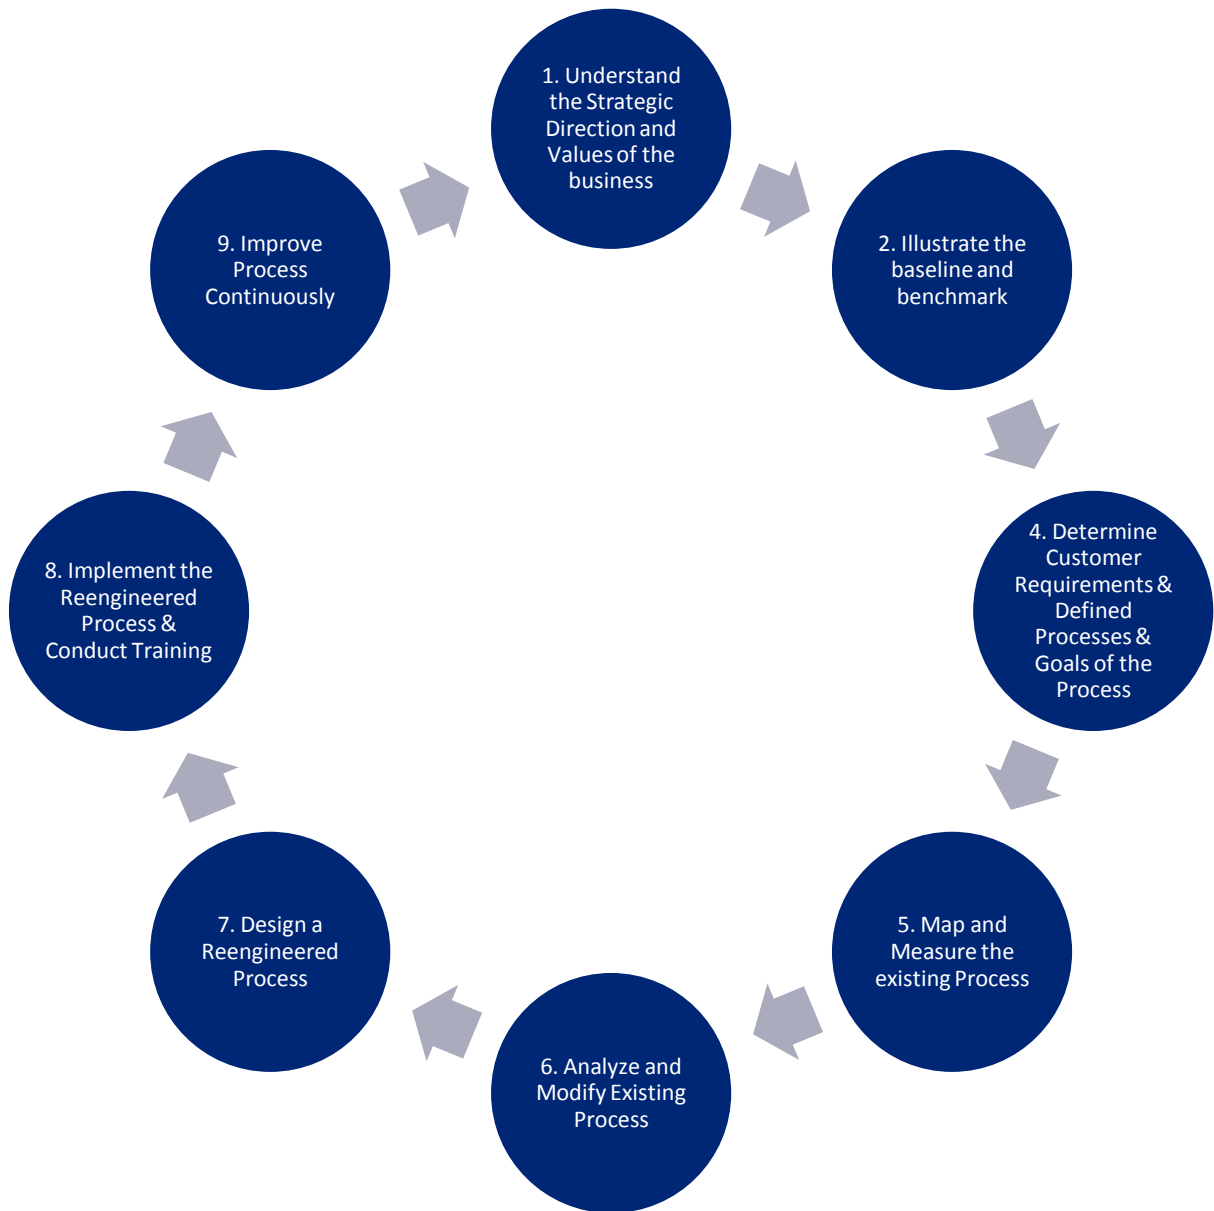 1. Understand
the Strategic
Direction and
Values of the
business
2. Illustrate the
baseline and
benchmark
4. Determine
Customer
Requirements &
Defined
Processes &
Goals of the
Process
5. Map and
Measure the
existing Process
6. Analyze and
Modify Existing
Process
7. Design a
Reengineered
Process
8. Implement the
Reengineered
Process &
Conduct Training
9. Improve
Process
Continuously